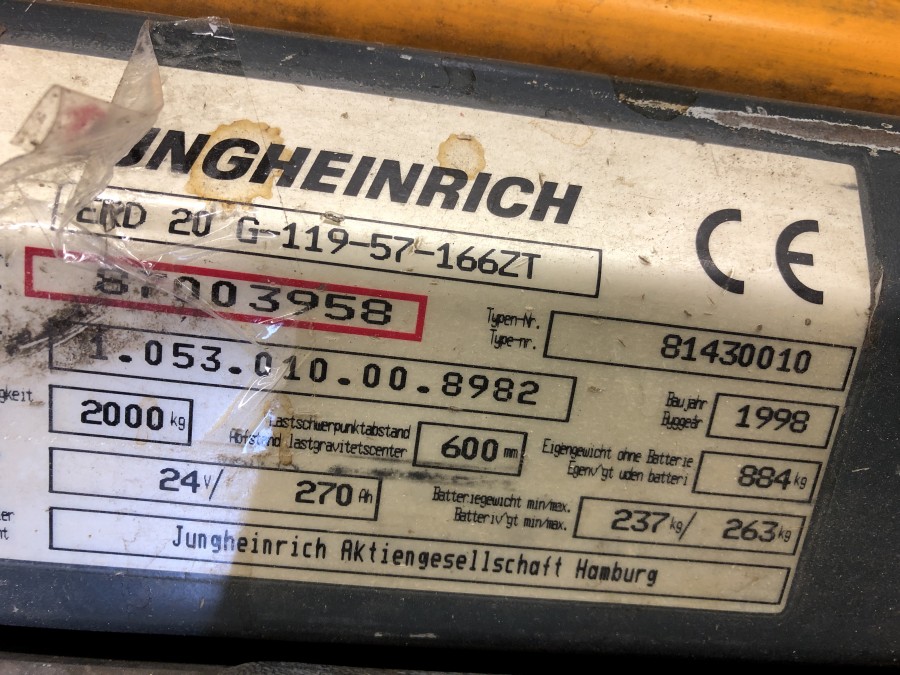 JUNGHEINRICH
CE
ERD 20 G-119-57-166ZT
003958
Typen-Nr.
Type-nr.
81430010
1.053.010.00.8982
Baujahr
Byggeår
1998
gkeit
2000 kg
Lastschwerpunktabstand
Afstand lastgravitetscenter
600 mm
Eigengewicht ohne Batterie
Egenv'gt uden batteri
884 kg
24 V/ 270 Ah
Batteriegewicht min/max.
Batteriv'gt min/max.
237 kg/ 263 kg
Jungheinrich Aktiengesellschaft Hamburg